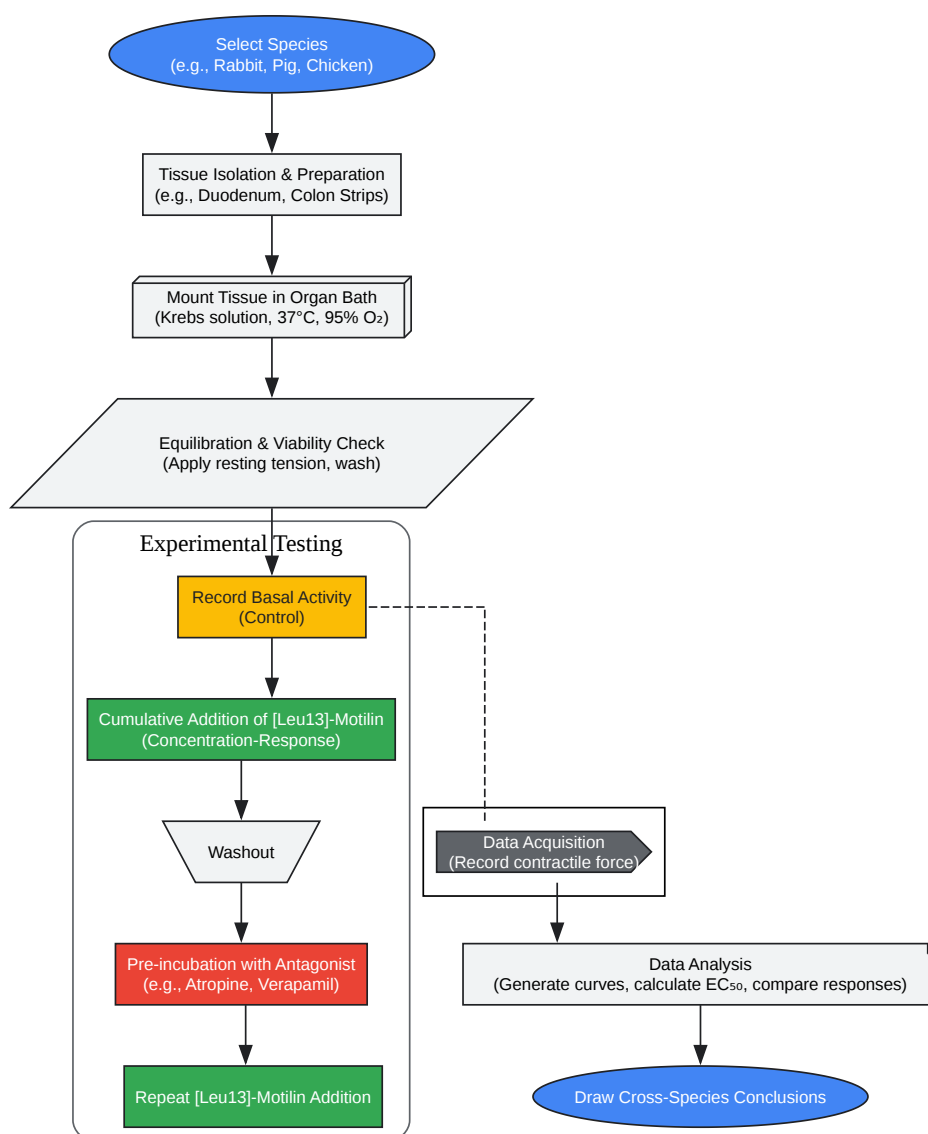 Select Species
(e.g., Rabbit, Pig, Chicken)
Tissue Isolation & Preparation
(e.g., Duodenum, Colon Strips)
Mount Tissue in Organ Bath
(Krebs solution, 37°C, 95% O₂)
Equilibration & Viability Check
(Apply resting tension, wash)
Experimental Testing
Record Basal Activity
(Control)
Cumulative Addition of [Leu13]-Motilin
(Concentration-Response)
Washout
Pre-incubation with Antagonist
(e.g., Atropine, Verapamil)
Repeat [Leu13]-Motilin Addition
Data Acquisition
(Record contractile force)
Data Analysis
(Generate curves, calculate EC₅₀, compare responses)
Draw Cross-Species Conclusions